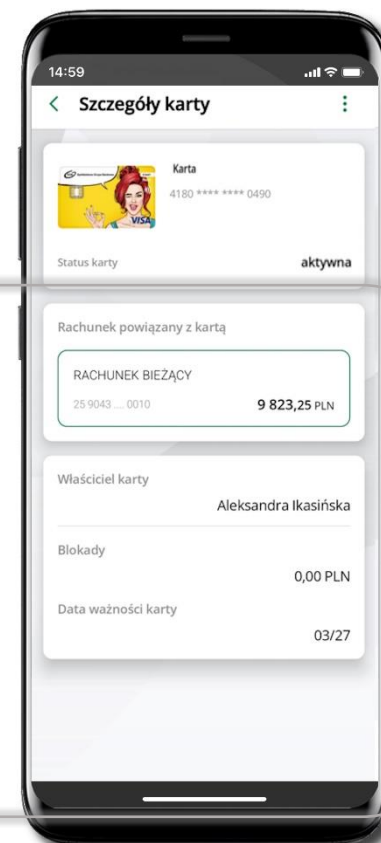 14:59
Szczegóły karty
Karta
4180 **** **** 0490
VISA
Status karty
aktywna
Rachunek powiązany z kartą
RACHUNEK BIEŻĄCY
25 9043 .... 0010
9 823,25 PLN
Właściciel karty
Aleksandra Ikasińska
Blokady
0,00 PLN
Data ważności karty
03/27